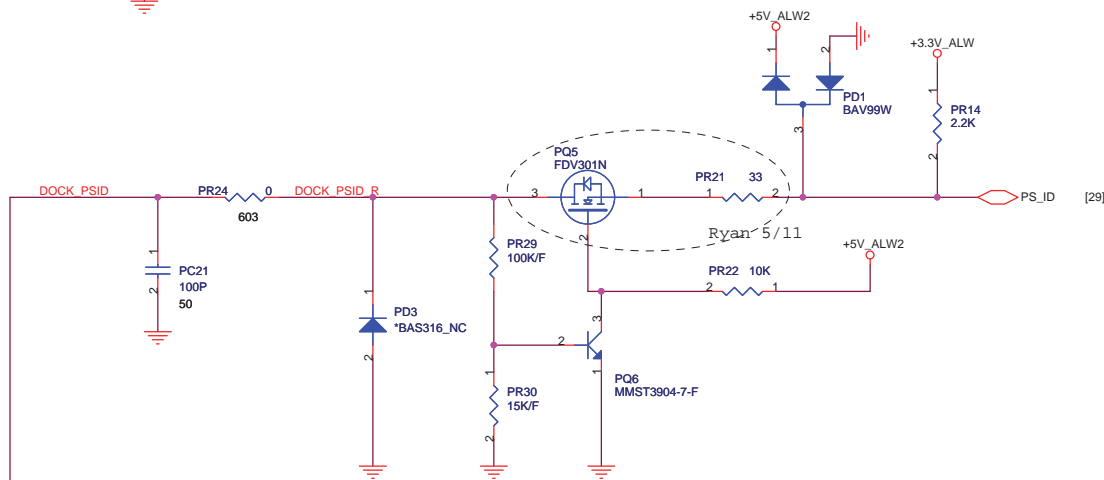 +5V_ALW2
1
2
+3.3V_ALW
PD1
BAV99W
3
1
PR14
2.2K
2
DOCK_PSID
PR24
0
603
DOCK_PSID_R
3
PQ5
FDV301N
1
2
1
PR21
33
2
PS_ID
[29]
Ryan 5/11
1
PC21
100P
2
50
PR29
100K/F
+5V_ALW2
PR22
10K
2
1
1
PD3
*BAS316_NC
2
3
2
1
PQ6
MMST3904-7-F
1
PR30
15K/F
2